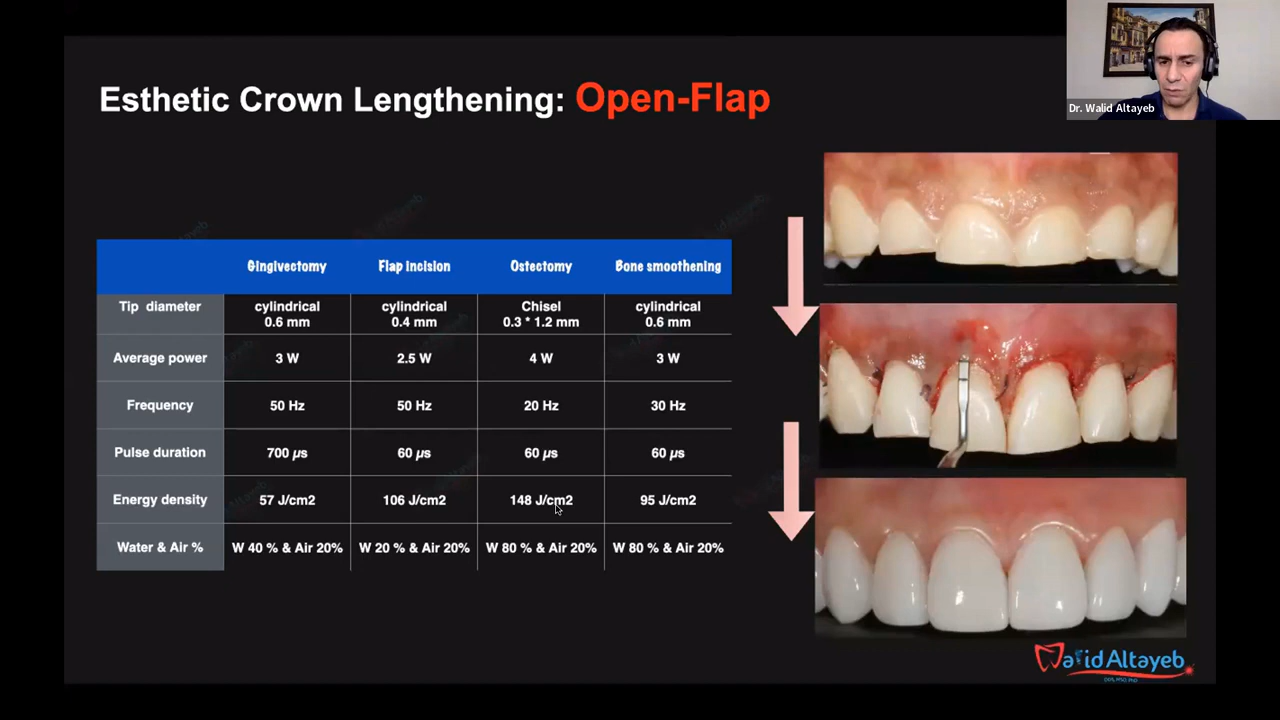 Dr. Walid Altayeb
Esthetic Crown Lengthening: Open-Flap
Gingivectomy Flap incision Ostectomy Bone smoothening
Tip diameter cylindrical 0.6 mm cylindrical 0.4 mm Chisel 0.3 * 1.2 mm cylindrical 0.6 mm
Average power 3 W 2.5 W 4 W 3 W
Frequency 50 Hz 50 Hz 20 Hz 30 Hz
Pulse duration 700 µs 60 µs 60 µs 60 µs
Energy density 57 J/cm2 106 J/cm2 148 J/cm2 95 J/cm2
Water & Air % W 40 % & Air 20% W 20 % & Air 20% W 80 % & Air 20% W 80 % & Air 20%
Walid Altayeb